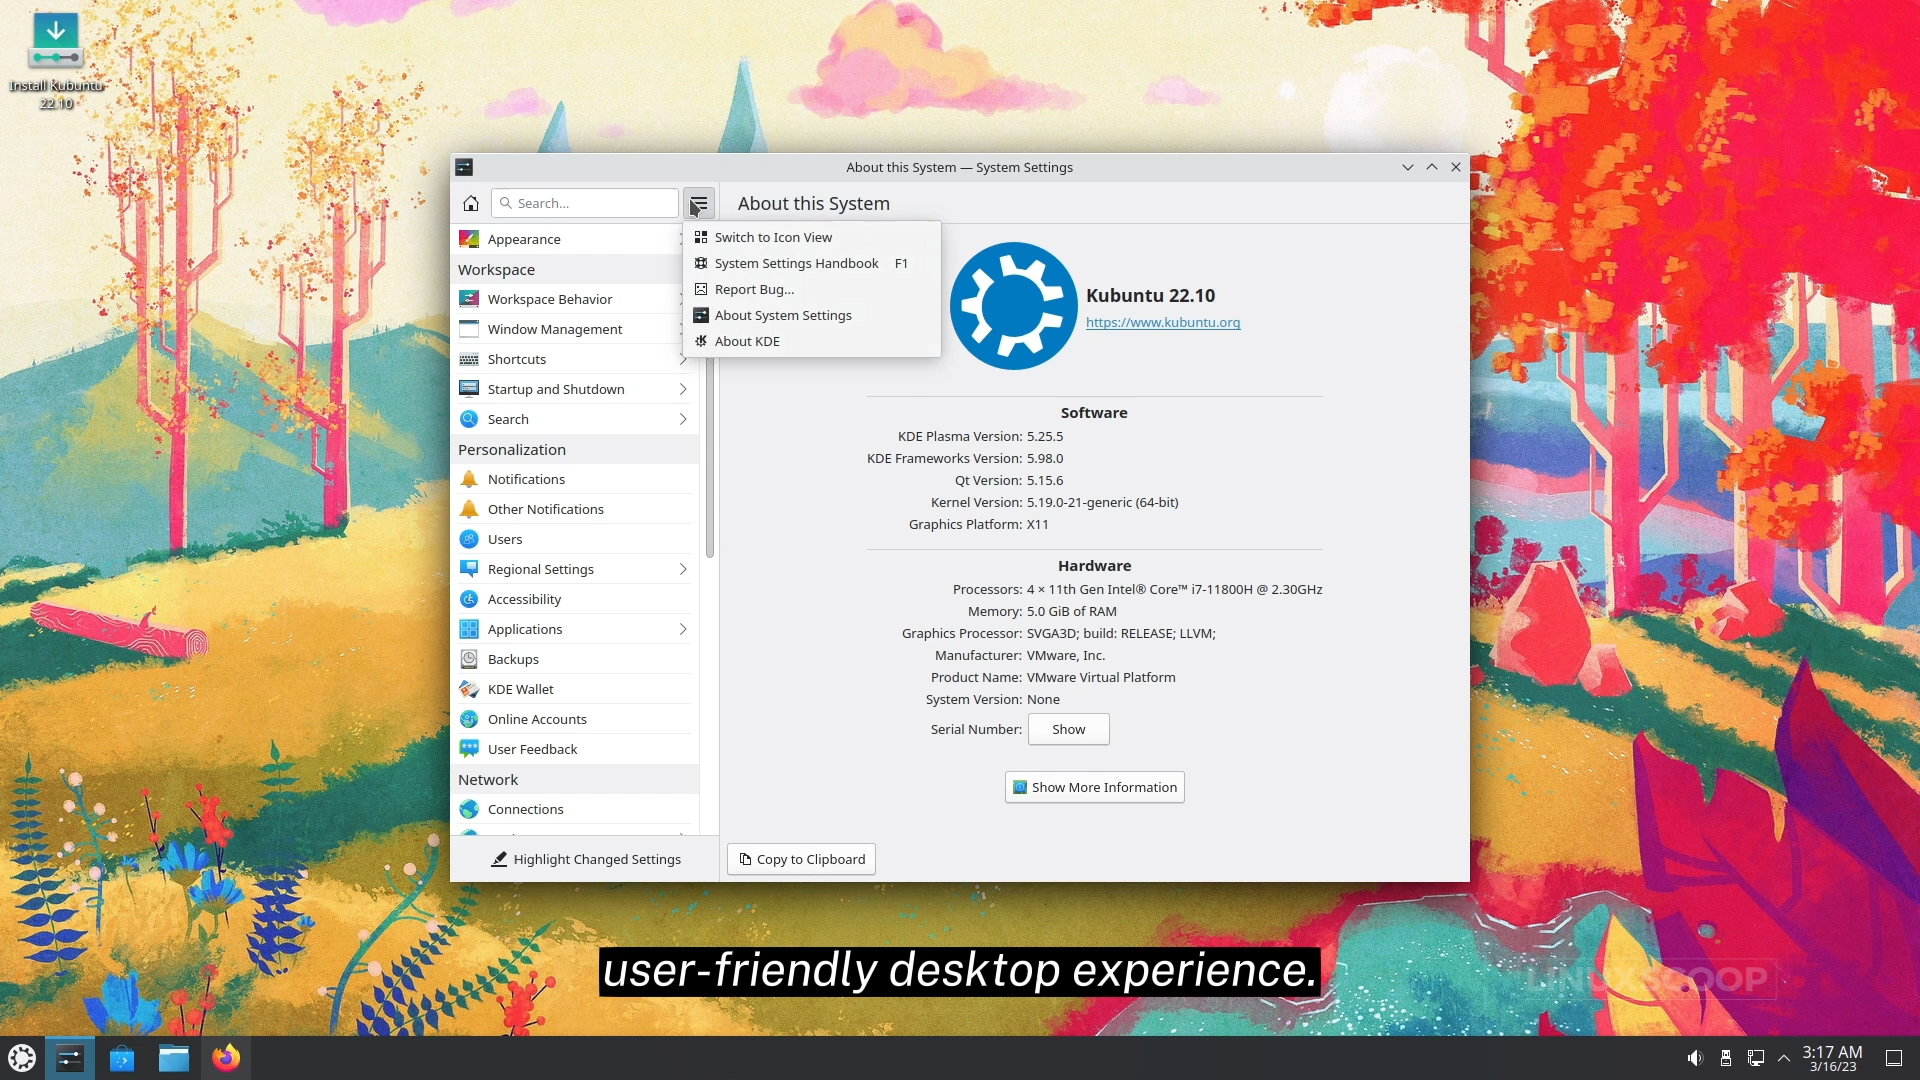 Install Kubuntu
22.10
About this System — System Settings
Search...
About this System
Appearance
Workspace
Workspace Behavior
Window Management
Shortcuts
Startup and Shutdown
Search
Personalization
Notifications
Other Notifications
Users
Regional Settings
Accessibility
Applications
Backups
KDE Wallet
Online Accounts
User Feedback
Network
Connections
Highlight Changed Settings
Switch to Icon View
System Settings Handbook F1
Report Bug...
About System Settings
About KDE
Kubuntu 22.10
https://www.kubuntu.org
Software
KDE Plasma Version: 5.25.5
KDE Frameworks Version: 5.98.0
Qt Version: 5.15.6
Kernel Version: 5.19.0-21-generic (64-bit)
Graphics Platform: X11
Hardware
Processors: 4 × 11th Gen Intel® Core™ i7-11800H @ 2.30GHz
Memory: 5.0 GiB of RAM
Graphics Processor: SVGA3D; build: RELEASE; LLVM;
Manufacturer: VMware, Inc.
Product Name: VMware Virtual Platform
System Version: None
Serial Number: Show
Show More Information
Copy to Clipboard
user-friendly desktop experience.
LINUXSCOOP
3:17 AM
3/16/23